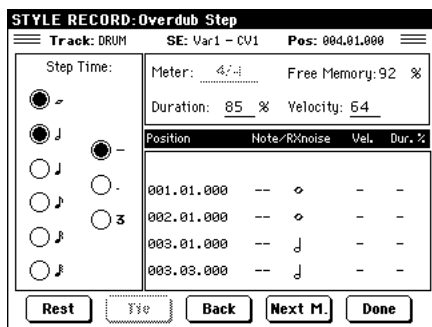 STYLE RECORD: Overdub Step
Track: DRUM SE: Var1 - CV1 Pos: 004.01.000
Step Time:
Meter: 4/4 Free Memory: 92 %
Duration: 85 % Velocity: 64
Position Note/RXnoise Vel. Dur. %
001.01.000 -- - -
002.01.000 -- - -
003.01.000 -- - -
003.03.000 -- - -
-
.
3
Rest Tie Back Next M. Done